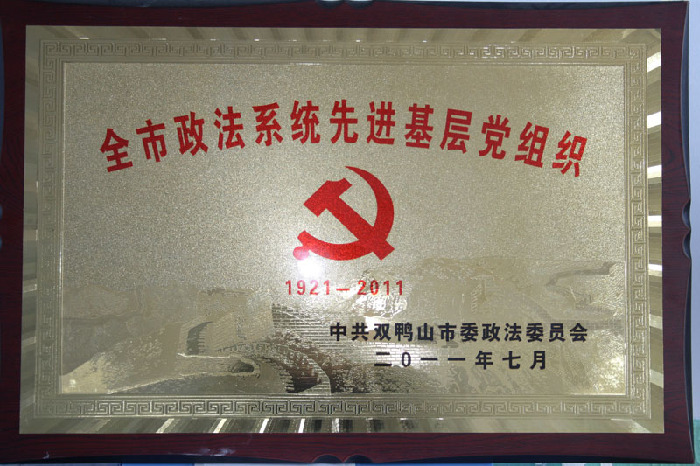 全市政法系统先进基层党组织
1921—2011
中共双鸭山市委政法委员会
二0一一年七月